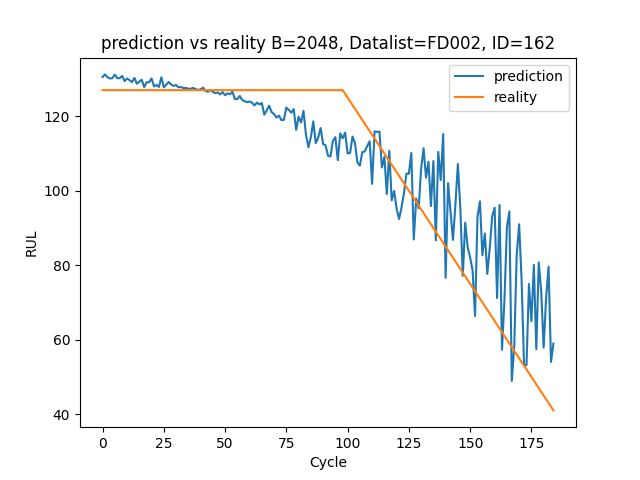 prediction vs reality B=2048, Datalist=FD002, ID=162
prediction
reality
RUL
120
100
80
60
40
0 25 50 75 100 125 150 175
Cycle